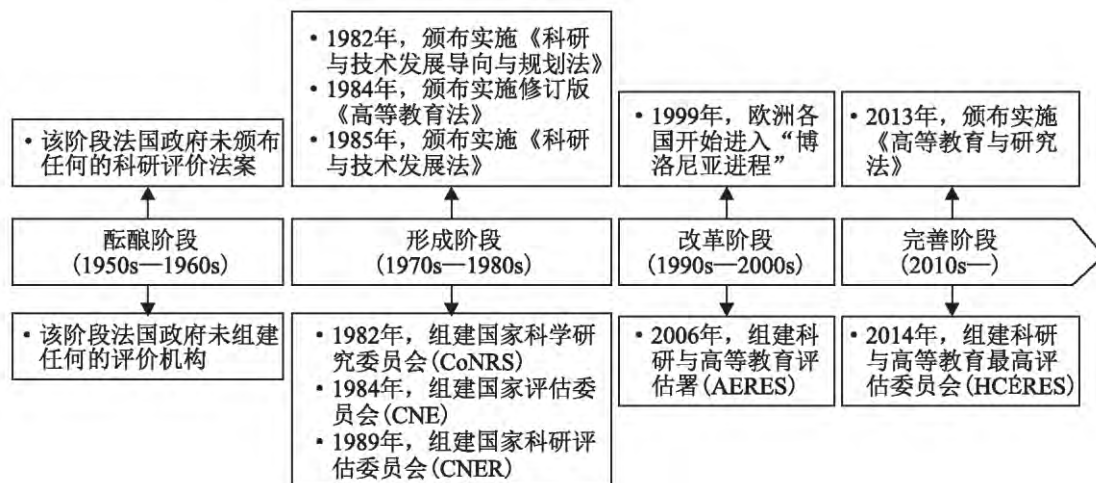 • 该阶段法国政府未颁布
任何的科研评价法案
• 1982年，颁布实施《科研
与技术发展导向与规划法》
• 1984年，颁布实施修订版
《高等教育法》
• 1985年，颁布实施《科研
与技术发展法》
• 1999年，欧洲各
国开始进入“博
洛尼亚进程”
• 2013年，颁布实施
《高等教育与研究
法》
酝酿阶段
(1950s—1960s)
形成阶段
(1970s—1980s)
改革阶段
(1990s—2000s)
完善阶段
(2010s—)
• 该阶段法国政府未组建
任何的评价机构
• 1982年，组建国家科学研
究委员会(CoNRS)
• 1984年，组建国家评估委
员会(CNE)
• 1989年，组建国家科研评
估委员会(CNER)
• 2006年，组建科
研与高等教育评
估署(AERES)
• 2014年，组建科研
与高等教育最高评
估委员会(HCÉRES)